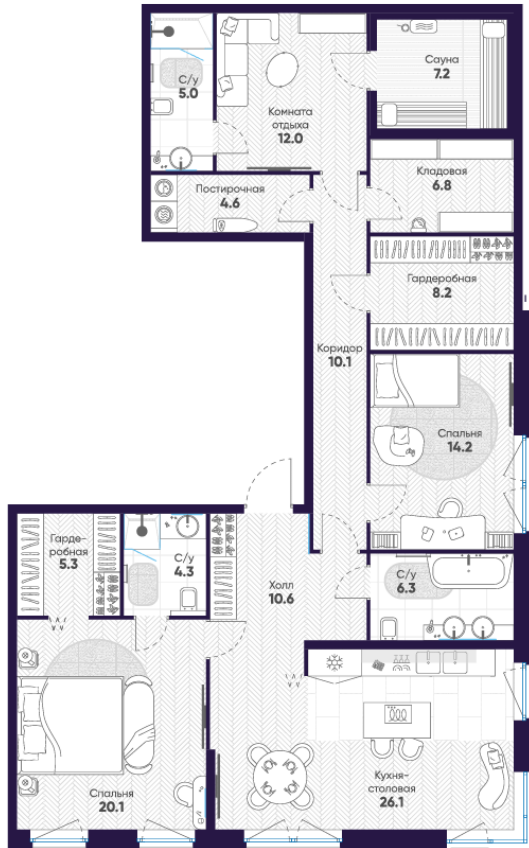 С/у
5.0
Комната
отдыха
12.0
Сауна
7.2
Кладовая
6.8
Постирочная
4.6
Гардеробная
8.2
Коридор
10.1
Спальня
14.2
Гарде-
робная
5.3
С/у
4.3
Холл
10.6
С/у
6.3
Спальня
20.1
Кухня-
столовая
26.1